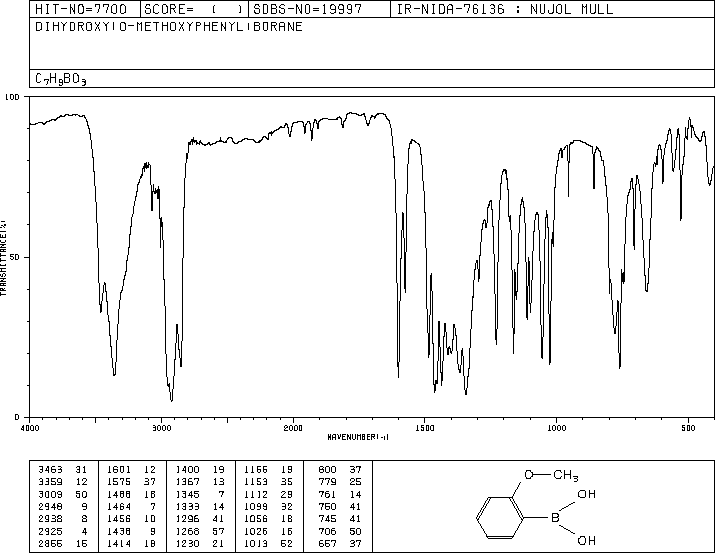 HIT-NO=7700 SCORE= ( ) SDBS-NO=19997 IR-NIDA-76136 : NUJOL MULL
DIHYDROXY(O-METHOXYPHENYL)BORANE
C7H9BO3
100
TRANSMITTANCE(%)
50
0
4000 3000 2000 1500 1000 500
WAVENUMBER(-1)
3463 31 1601 12 1400 19 1166 19 800 37
3359 12 1575 37 1367 13 1153 35 779 25
3009 50 1488 18 1345 7 1112 29 761 14
2948 9 1464 7 1333 14 1099 32 750 41
2938 8 1456 10 1296 41 1056 18 745 41
2925 4 1438 9 1268 57 1026 16 706 50
2855 15 1414 18 1230 21 1013 52 657 37
O—CH3
OH
B
OH